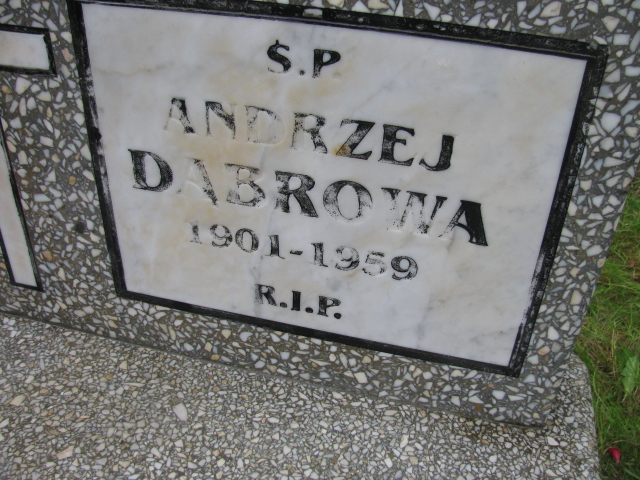 Ś.P
ANDRZEJ
DĄBROWA
1901-1959
R.I.P.